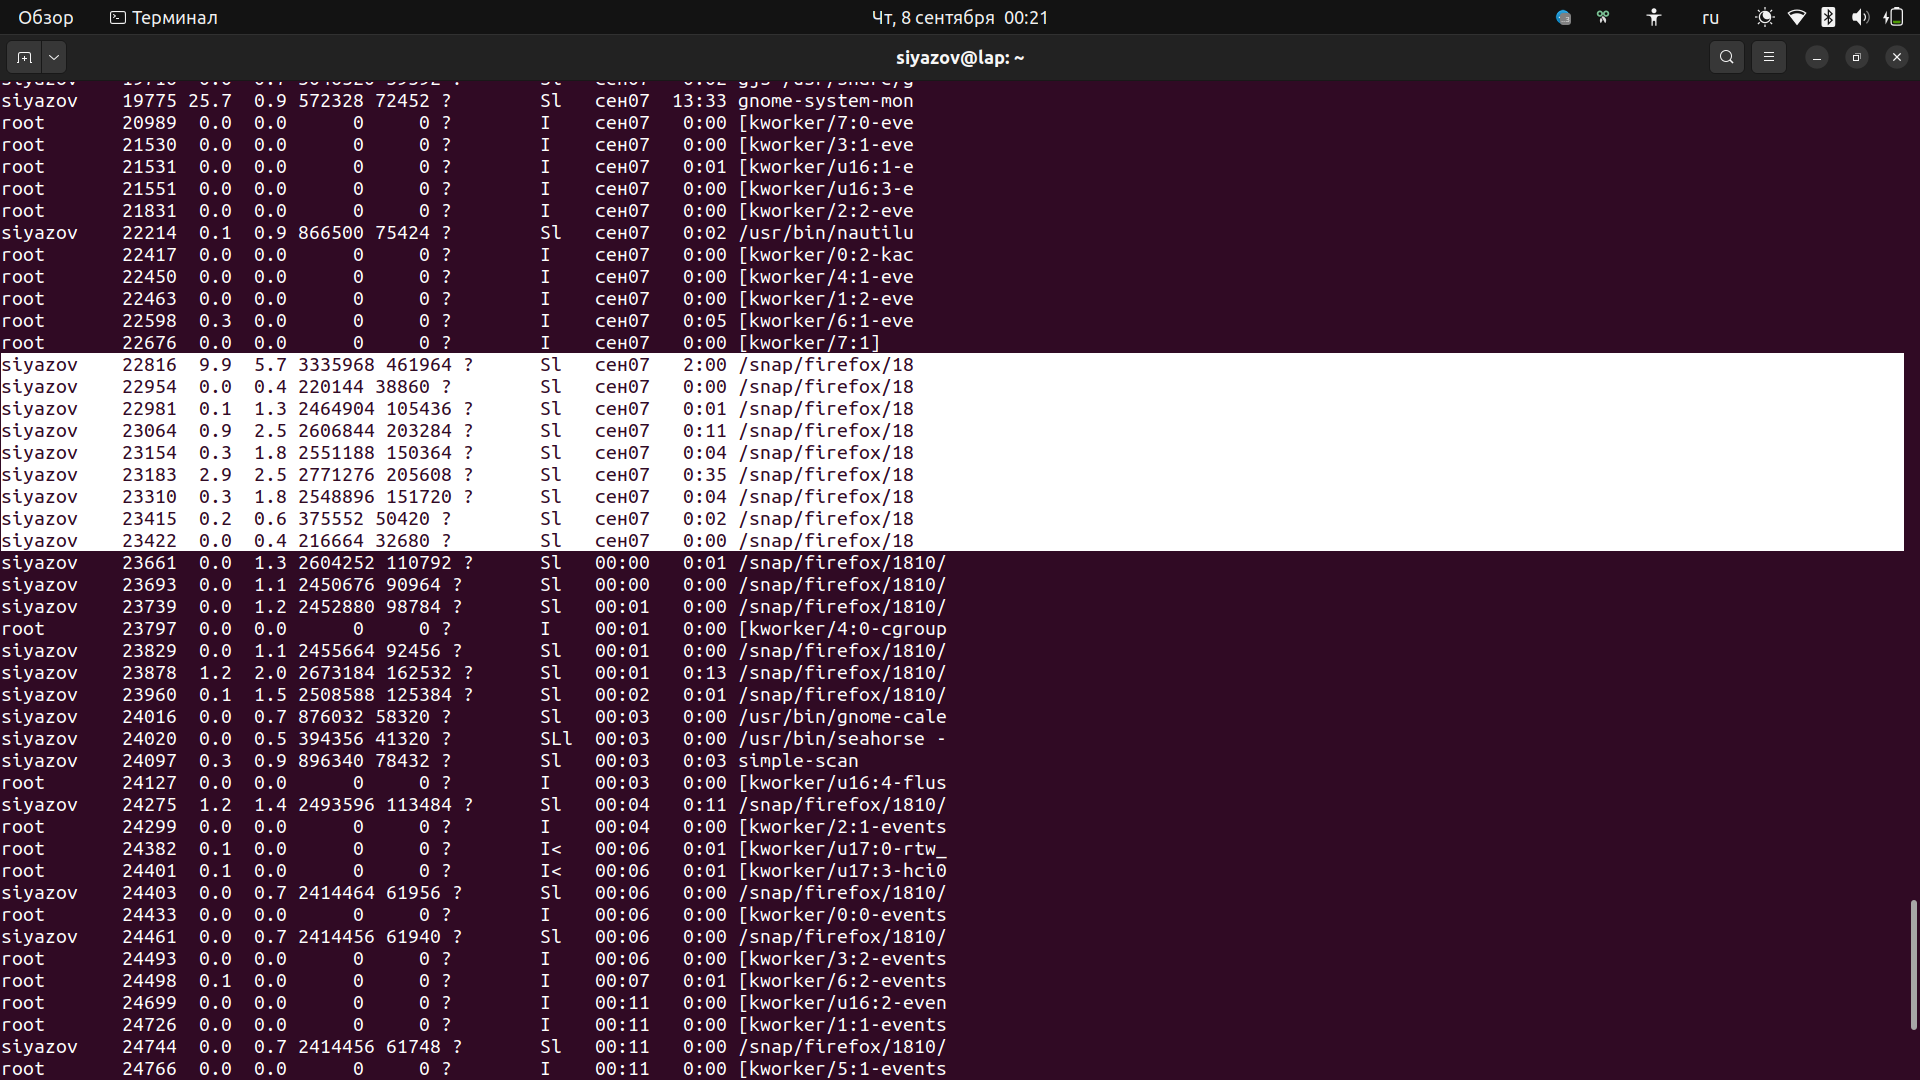 Обзор Терминал Чт, 8 сентября 00:21 ru
siyazov@lap: ~
siyazov 19775 25.7 0.9 572328 72452 ? Sl сен07 13:33 gnome-system-mon
root 20989 0.0 0.0 0 0 ? I сен07 0:00 [kworker/7:0-eve
root 21530 0.0 0.0 0 0 ? I сен07 0:00 [kworker/3:1-eve
root 21531 0.0 0.0 0 0 ? I сен07 0:01 [kworker/u16:1-e
root 21551 0.0 0.0 0 0 ? I сен07 0:00 [kworker/u16:3-e
root 21831 0.0 0.0 0 0 ? I сен07 0:00 [kworker/2:2-eve
siyazov 22214 0.1 0.9 866500 75424 ? Sl сен07 0:02 /usr/bin/nautilu
root 22417 0.0 0.0 0 0 ? I сен07 0:00 [kworker/0:2-kac
root 22450 0.0 0.0 0 0 ? I сен07 0:00 [kworker/4:1-eve
root 22463 0.0 0.0 0 0 ? I сен07 0:00 [kworker/1:2-eve
root 22598 0.3 0.0 0 0 ? I сен07 0:05 [kworker/6:1-eve
root 22676 0.0 0.0 0 0 ? I сен07 0:00 [kworker/7:1]
siyazov 22816 9.9 5.7 3335968 461964 ? Sl сен07 2:00 /snap/firefox/18
siyazov 22954 0.0 0.4 220144 38860 ? Sl сен07 0:00 /snap/firefox/18
siyazov 22981 0.1 1.3 2464904 105436 ? Sl сен07 0:01 /snap/firefox/18
siyazov 23064 0.9 2.5 2606844 203284 ? Sl сен07 0:11 /snap/firefox/18
siyazov 23154 0.3 1.8 2551188 150364 ? Sl сен07 0:04 /snap/firefox/18
siyazov 23183 2.9 2.5 2771276 205608 ? Sl сен07 0:35 /snap/firefox/18
siyazov 23310 0.3 1.8 2548896 151720 ? Sl сен07 0:04 /snap/firefox/18
siyazov 23415 0.2 0.6 375552 50420 ? Sl сен07 0:02 /snap/firefox/18
siyazov 23422 0.0 0.4 216664 32680 ? Sl сен07 0:00 /snap/firefox/18
siyazov 23661 0.0 1.3 2604252 110792 ? Sl 00:00 0:01 /snap/firefox/1810/
siyazov 23693 0.0 1.1 2450676 90964 ? Sl 00:00 0:00 /snap/firefox/1810/
siyazov 23739 0.0 1.2 2452880 98784 ? Sl 00:01 0:00 /snap/firefox/1810/
root 23797 0.0 0.0 0 0 ? I 00:01 0:00 [kworker/4:0-cgroup
siyazov 23829 0.0 1.1 2455664 92456 ? Sl 00:01 0:00 /snap/firefox/1810/
siyazov 23878 1.2 2.0 2673184 162532 ? Sl 00:01 0:13 /snap/firefox/1810/
siyazov 23960 0.1 1.5 2508588 125384 ? Sl 00:02 0:01 /snap/firefox/1810/
siyazov 24016 0.0 0.7 876032 58320 ? Sl 00:03 0:00 /usr/bin/gnome-cale
siyazov 24020 0.0 0.5 394356 41320 ? SLl 00:03 0:00 /usr/bin/seahorse -
siyazov 24097 0.3 0.9 896340 78432 ? Sl 00:03 0:03 simple-scan
root 24127 0.0 0.0 0 0 ? I 00:03 0:00 [kworker/u16:4-flus
siyazov 24275 1.2 1.4 2493596 113484 ? Sl 00:04 0:11 /snap/firefox/1810/
root 24299 0.0 0.0 0 0 ? I 00:04 0:00 [kworker/2:1-events
root 24382 0.1 0.0 0 0 ? I< 00:06 0:01 [kworker/u17:0-rtw_
root 24401 0.1 0.0 0 0 ? I< 00:06 0:01 [kworker/u17:3-hci0
siyazov 24403 0.0 0.7 2414464 61956 ? Sl 00:06 0:00 /snap/firefox/1810/
root 24433 0.0 0.0 0 0 ? I 00:06 0:00 [kworker/0:0-events
siyazov 24461 0.0 0.7 2414456 61940 ? Sl 00:06 0:00 /snap/firefox/1810/
root 24493 0.0 0.0 0 0 ? I 00:06 0:00 [kworker/3:2-events
root 24498 0.1 0.0 0 0 ? I 00:07 0:01 [kworker/6:2-events
root 24699 0.0 0.0 0 0 ? I 00:11 0:00 [kworker/u16:2-even
root 24726 0.0 0.0 0 0 ? I 00:11 0:00 [kworker/1:1-events
siyazov 24744 0.0 0.7 2414456 61748 ? Sl 00:11 0:00 /snap/firefox/1810/
root 24766 0.0 0.0 0 0 ? I 00:11 0:00 [kworker/5:1-events